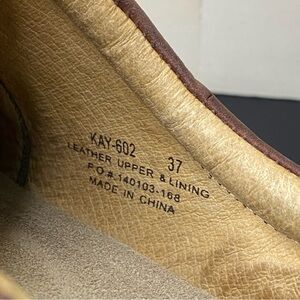 KAY-602 37
LEATHER UPPER & LINING
P.O #.140103-168
MADE IN CHINA